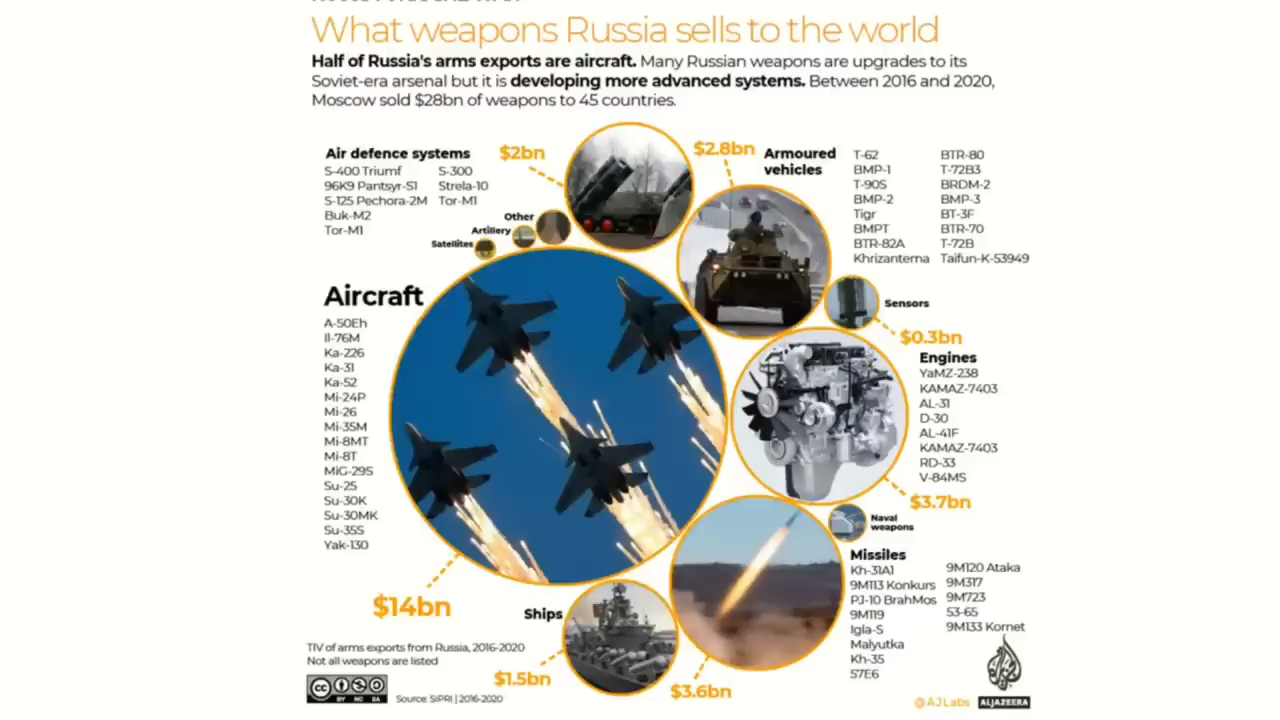 What weapons Russia sells to the world
Half of Russia's arms exports are aircraft. Many Russian weapons are upgrades to its
Soviet-era arsenal but it is developing more advanced systems. Between 2016 and 2020,
Moscow sold $28bn of weapons to 45 countries.
Air defence systems
$2bn
S-400 Triumf
96K9 Pantsyr-S1
S-125 Pechora-2M
Buk-M2
Tor-M1
S-300
Strela-10
Tor-M1
$2.8bn
Armoured
vehicles
T-62
BMP-1
T-90S
BMP-2
Tigr
BMPT
BTR-82A
Khrizantema
BTR-80
T-72B3
BRDM-2
BMP-3
BT-3F
BTR-70
T-72B
Taifun-K-53949
Other
Artillery
Satellites
Aircraft
A-50Eh
Il-76M
Ka-226
Ka-31
Ka-52
Mi-24P
Mi-26
Mi-35M
Mi-8MT
Mi-8T
MiG-29S
Su-25
Su-30K
Su-30MK
Su-35S
Yak-130
$14bn
Sensors
$0.3bn
Engines
YaMZ-238
KAMAZ-7403
AL-31
D-30
AL-41F
KAMAZ-7403
RD-33
V-84MS
$3.7bn
Naval
weapons
Missiles
Kh-31A1
9M113 Konkurs
PJ-10 BrahMos
9M119
Igla-S
Malyutka
Kh-35
57E6
9M120 Ataka
9M317
9M723
53-65
9M133 Kornet
$3.6bn
Ships
$1.5bn
TIV of arms exports from Russia, 2016-2020
Not all weapons are listed
CC BY NC SA
Source: SIPRI | 2016-2020
@AJLabs
ALJAZEERA